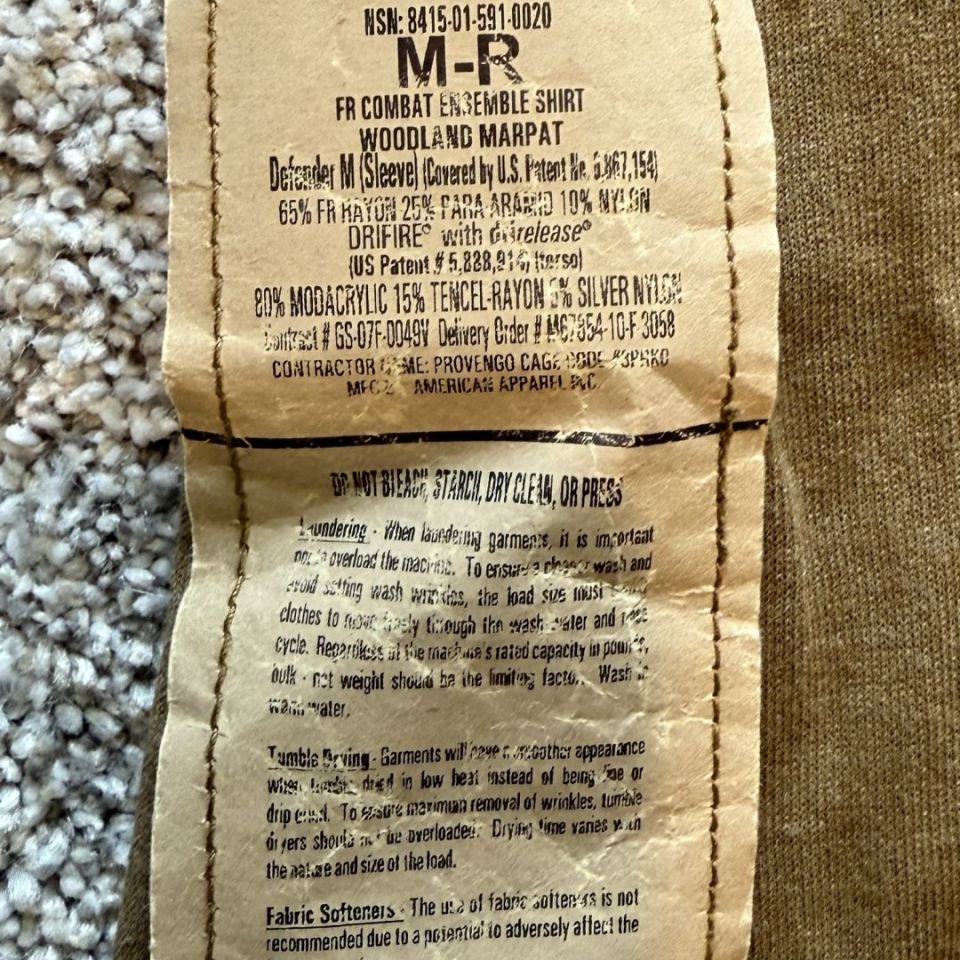 NSN: 8415-01-591-0020
M-R
FR COMBAT ENSEMBLE SHIRT
WOODLAND MARPAT
Defender M (Sleeve) (Covered by U.S. Patent No. 6,867,154)
65% FR RAYON 25% PARA-ARAMID 10% NYLON
DRIFIRE® with drirelease®
(US Patent # 5,888,914) (torso)
80% MODACRYLIC 15% TENCEL-RAYON 5% SILVER NYLON
Contract # GS-07F-0049V Delivery Order # M67854-10-F 3058
CONTRACTOR NAME: PROVENGO CAGE CODE
AMERICAN APPAREL INC.
DO NOT BLEACH, STARCH, DRY CLEAN, OR PRESS
Laundering - When laundering garments, it is important
not to overload the machine. To ensure a cleaner wash and
avoid setting wash wrinkles, the load size must
clothes to move freely through the wash water and rinse
cycle. Regardless of the machine's rated capacity in pounds,
bulk - not weight should be the limiting factor. Wash in
warm water.
Tumble Drying - Garments will have a smoother appearance
when tumble dried in low heat instead of being line or
drip dried. To ensure maximum removal of wrinkles, tumble
dryers should not be overloaded. Drying time varies with
the nature and size of the load.
Fabric Softeners - The use of fabric softeners is not
recommended due to a potential to adversely affect the